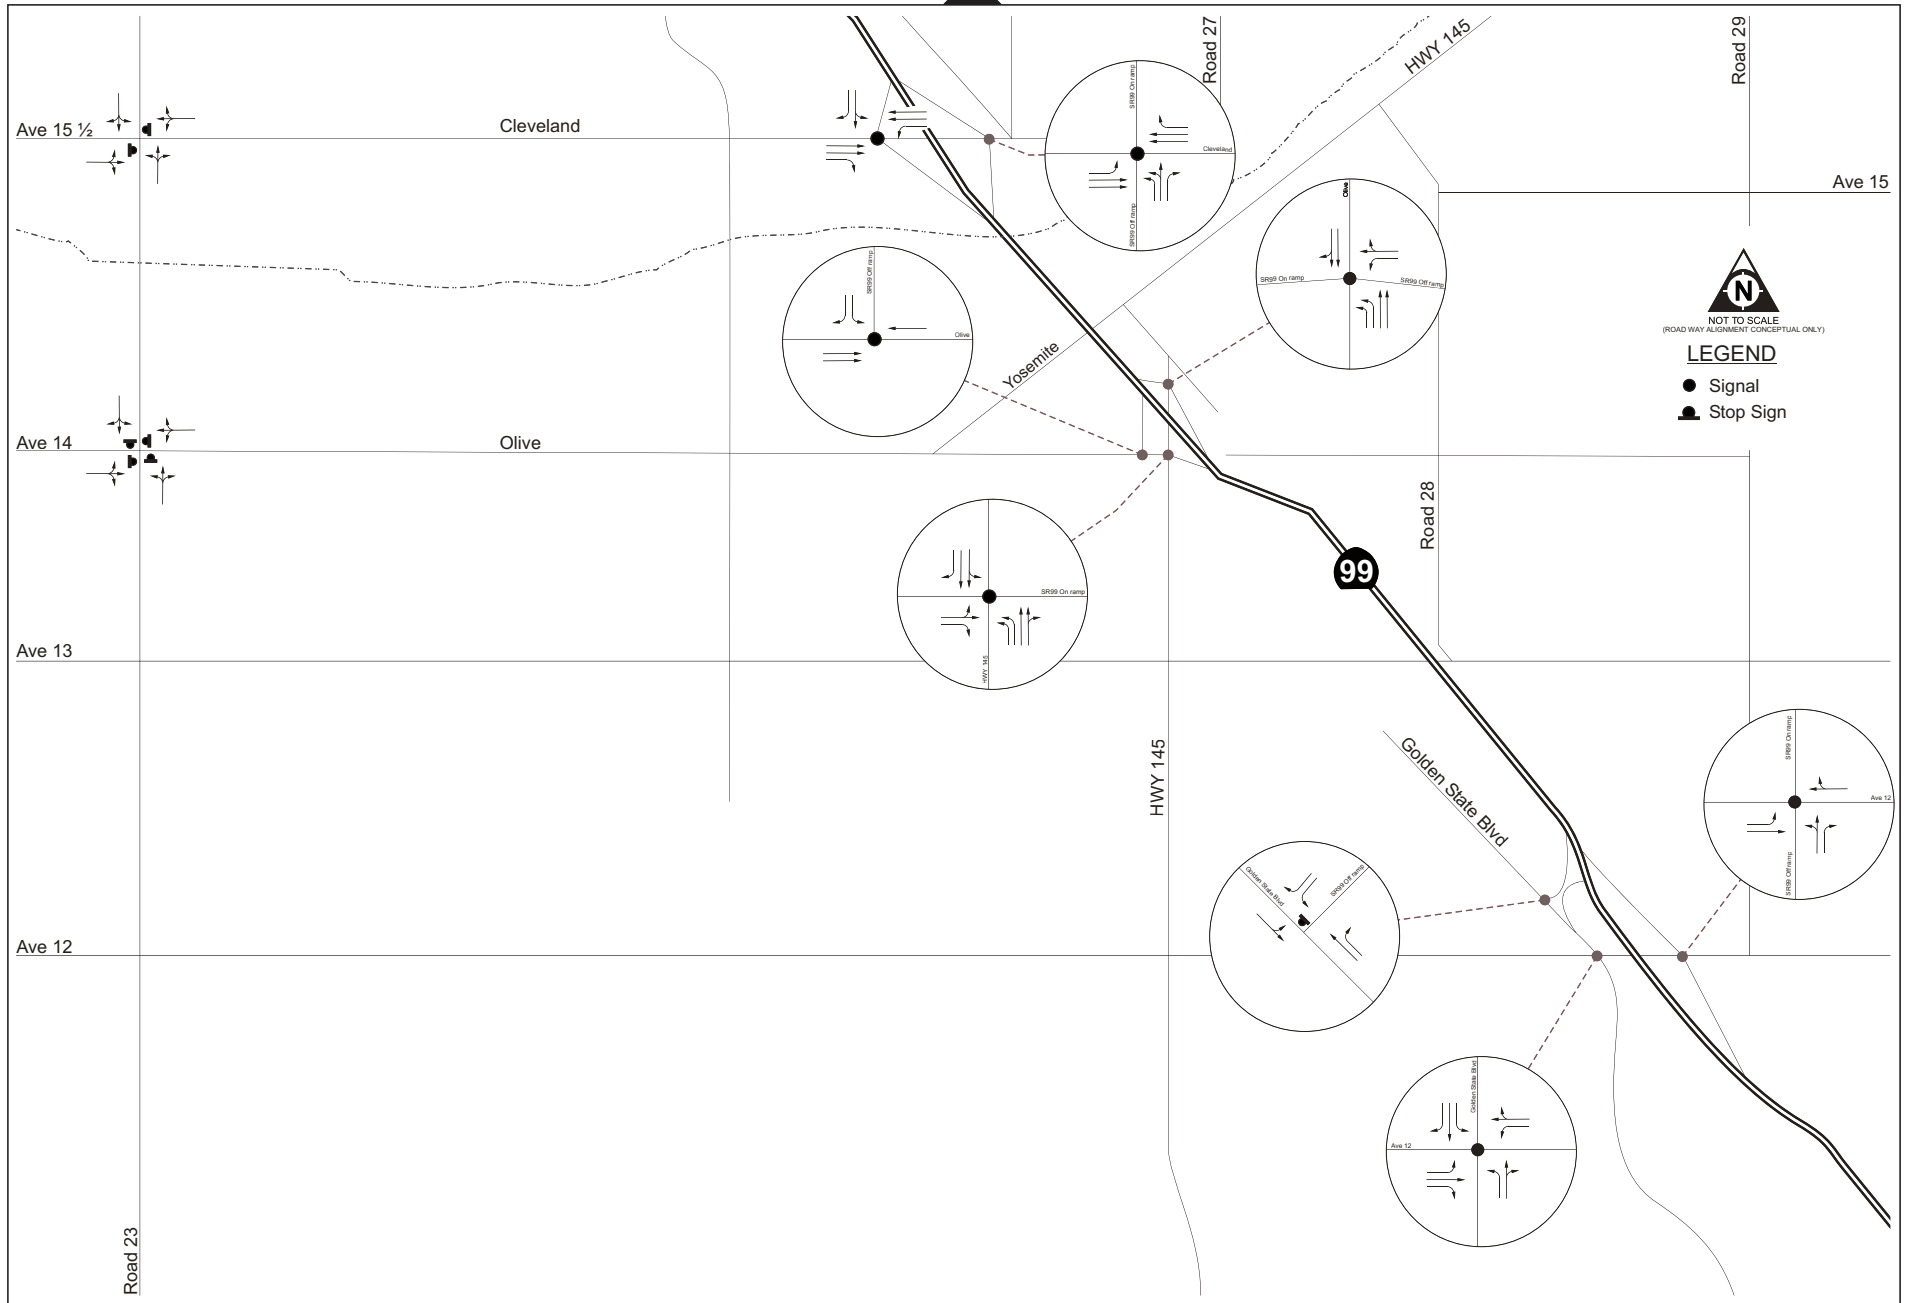 Road 27
HWY 145
Road 29
Ave 15 ½
Cleveland
SR99 On ramp
Cleveland
SR99 Off ramp
Ave 15
Olive
SR99 On ramp
SR99 Off ramp
SR99 Off ramp
Olive
N
NOT TO SCALE
(ROAD WAY ALIGNMENT CONCEPTUAL ONLY)
LEGEND
Signal
Stop Sign
Yosemite
Ave 14
Olive
Road 28
99
SR99 On ramp
HWY 145
Ave 13
HWY 145
Golden State Blvd
SR99 On ramp
Ave 12
SR99 Off ramp
Golden State Blvd
SR99 Off ramp
Ave 12
Golden State Blvd
Ave 12
Road 23